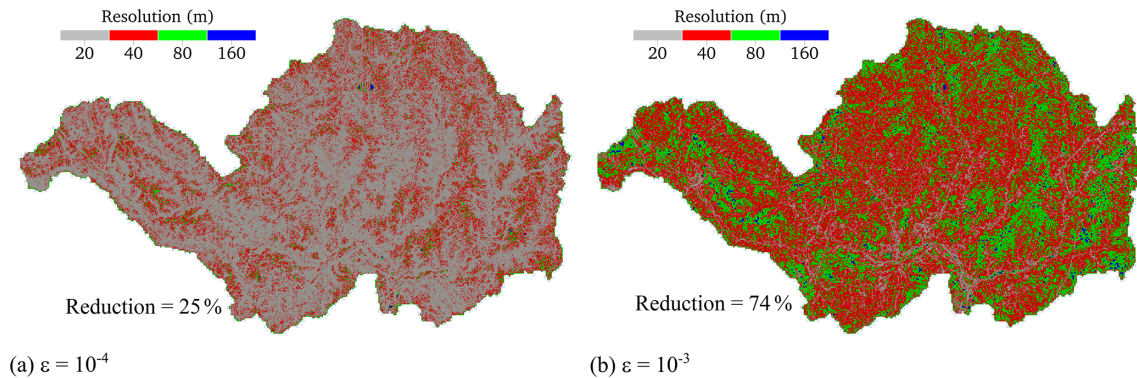 Resolution (m)
20 40 80 160
Reduction = 25 %
(a) ε = 10⁻⁴
Resolution (m)
20 40 80 160
Reduction = 74 %
(b) ε = 10⁻³